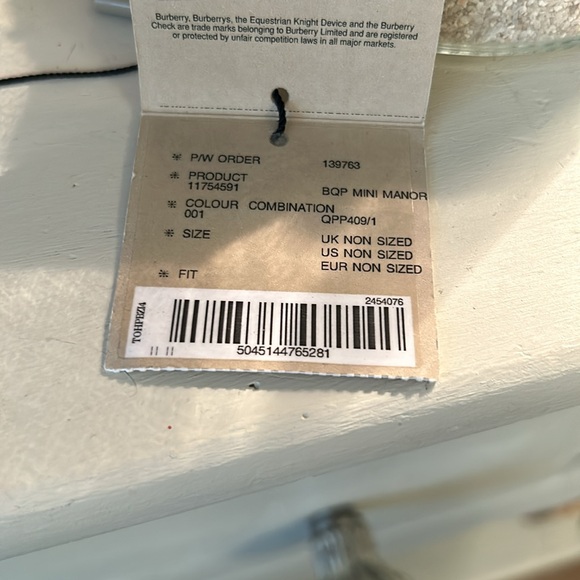 Burberry, Burberrys, the Equestrian Knight Device and the Burberry
Check are trade marks belonging to Burberry Limited and are registered
or protected by unfair competition laws in all major markets.
P/W ORDER 139763
PRODUCT
11754591 BQP MINI MANOR
COLOUR COMBINATION
001 QPP409/1
SIZE UK NON SIZED
US NON SIZED
EUR NON SIZED
FIT
2454076
TOHPBZI4
5045144765281